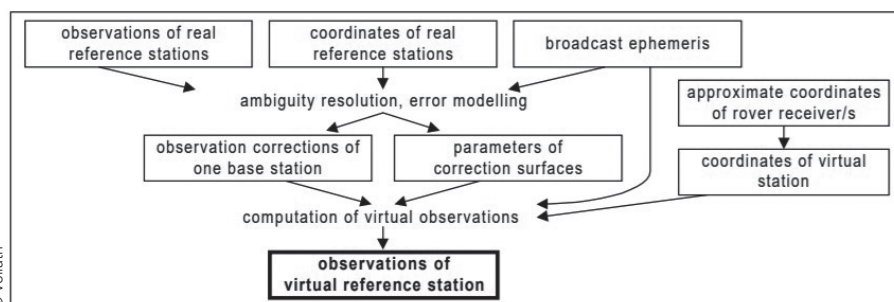 observations of real
reference stations
coordinates of real
reference stations
broadcast ephemeris
ambiguity resolution, error modelling
approximate coordinates
of rover receiver/s
observation corrections of
one base station
parameters of
correction surfaces
coordinates of virtual
station
computation of virtual observations
observations of
virtual reference station